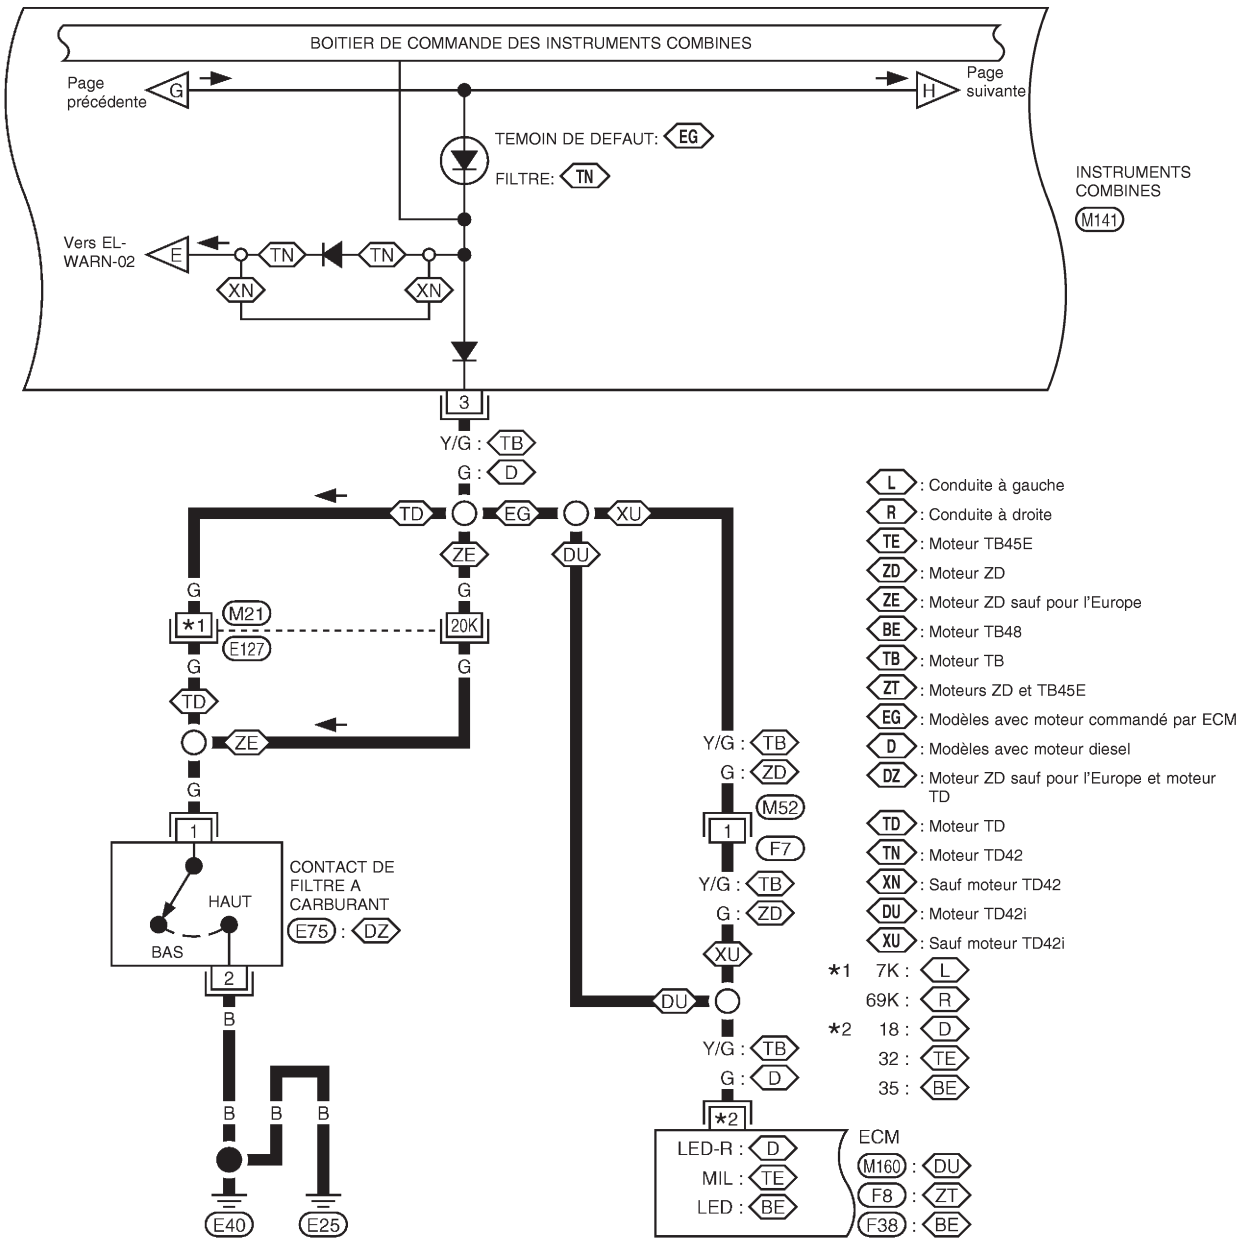 BOITIER DE COMMANDE DES INSTRUMENTS COMBINES
Page
précédente
G
H
Page
suivante
TEMOIN DE DEFAUT: EG
FILTRE: TN
INSTRUMENTS
COMBINES
M141
Vers EL-
WARN-02
E
TN
TN
XN
XN
3
Y/G : TB
G : D
TD
EG
XU
ZE
DU
G
G
*1
M21
E127
20K
G
G
TD
ZE
G
1
CONTACT DE
FILTRE A
CARBURANT
E75 : DZ
HAUT
BAS
2
B
B
B
B
E40
E25
Y/G : TB
G : ZD
M52
1
F7
Y/G : TB
G : ZD
XU
DU
Y/G : TB
G : D
*2
LED-R : D
MIL : TE
LED : BE
ECM
M160 : DU
F8 : ZT
F38 : BE
L : Conduite à gauche
R : Conduite à droite
TE : Moteur TB45E
ZD : Moteur ZD
ZE : Moteur ZD sauf pour l'Europe
BE : Moteur TB48
TB : Moteur TB
ZT : Moteurs ZD et TB45E
EG : Modèles avec moteur commandé par ECM
D : Modèles avec moteur diesel
DZ : Moteur ZD sauf pour l'Europe et moteur
TD
TD : Moteur TD
TN : Moteur TD42
XN : Sauf moteur TD42
DU : Moteur TD42i
XU : Sauf moteur TD42i
*1 7K : L
69K : R
*2 18 : D
32 : TE
35 : BE